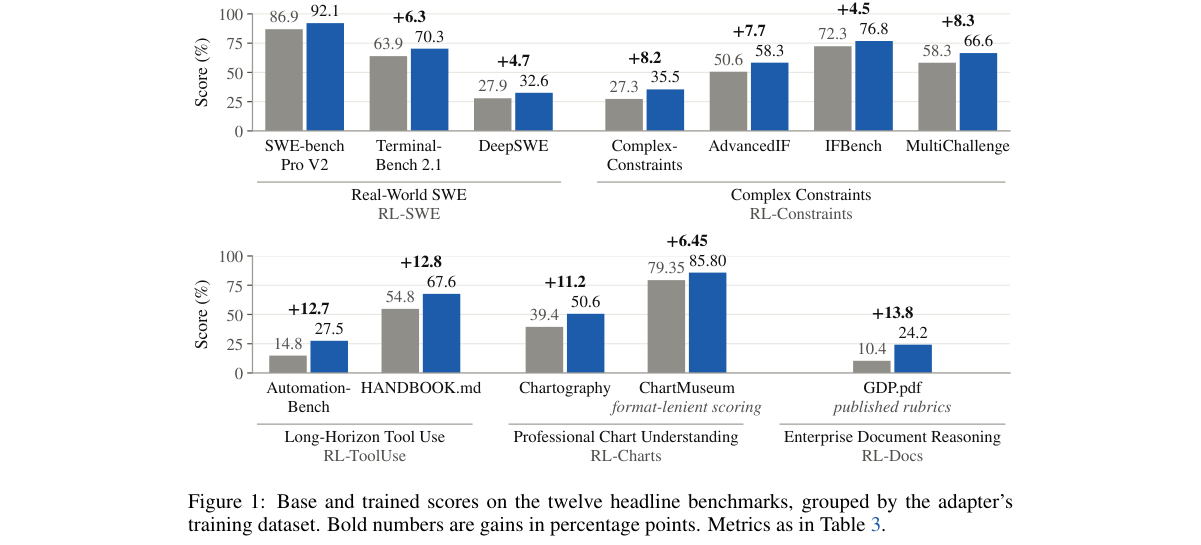 100
75
50
25
0
Score (%)
86.9 92.1
+6.3
63.9 70.3
+4.7
27.9 32.6
+8.2
27.3 35.5
+7.7
50.6 58.3
+4.5
72.3 76.8
+8.3
58.3 66.6
SWE-bench
Pro V2
Terminal-
Bench 2.1
DeepSWE
Complex-
Constraints
AdvancedIF
IFBench
MultiChallenge
Real-World SWE
RL-SWE
Complex Constraints
RL-Constraints
100
75
50
25
0
Score (%)
+12.7
14.8 27.5
+12.8
54.8 67.6
+11.2
39.4 50.6
+6.45
79.35 85.80
+13.8
10.4 24.2
Automation-
Bench
HANDBOOK.md
Chartography
ChartMuseum
format-lenient scoring
GDP.pdf
published rubrics
Long-Horizon Tool Use
RL-ToolUse
Professional Chart Understanding
RL-Charts
Enterprise Document Reasoning
RL-Docs
Figure 1: Base and trained scores on the twelve headline benchmarks, grouped by the adapter's
training dataset. Bold numbers are gains in percentage points. Metrics as in Table 3.